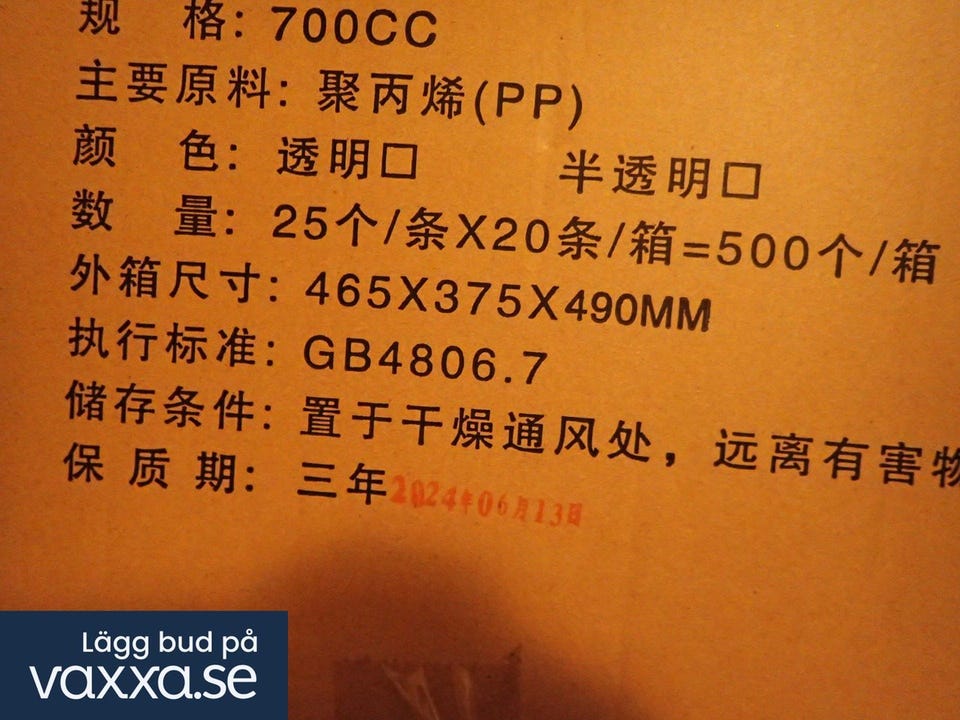 规 格: 700CC
主要原料: 聚丙烯(PP)
颜 色: 透明口 半透明口
数 量: 25个/条X20条/箱=500个/箱
外箱尺寸: 465X375X490MM
执行标准: GB4806.7
储存条件: 置于干燥通风处，远离有害物
保 质 期: 三年 2024年06月13日
Lägg bud på
vaxxa.se